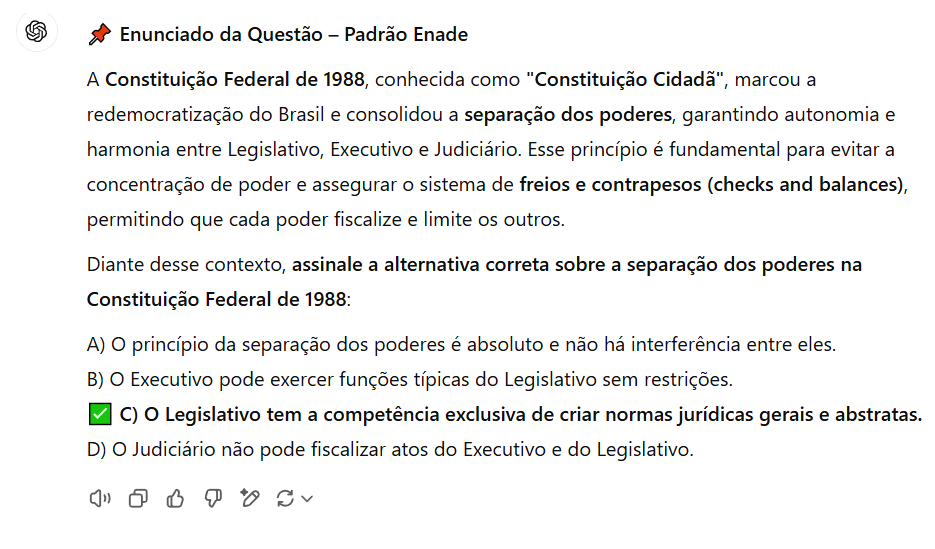 📌 Enunciado da Questão – Padrão Enade
A Constituição Federal de 1988, conhecida como "Constituição Cidadã", marcou a
redemocratização do Brasil e consolidou a separação dos poderes, garantindo autonomia e
harmonia entre Legislativo, Executivo e Judiciário. Esse princípio é fundamental para evitar a
concentração de poder e assegurar o sistema de freios e contrapesos (checks and balances),
permitindo que cada poder fiscalize e limite os outros.
Diante desse contexto, assinale a alternativa correta sobre a separação dos poderes na
Constituição Federal de 1988:
A) O princípio da separação dos poderes é absoluto e não há interferência entre eles.
B) O Executivo pode exercer funções típicas do Legislativo sem restrições.
✅ C) O Legislativo tem a competência exclusiva de criar normas jurídicas gerais e abstratas.
D) O Judiciário não pode fiscalizar atos do Executivo e do Legislativo.